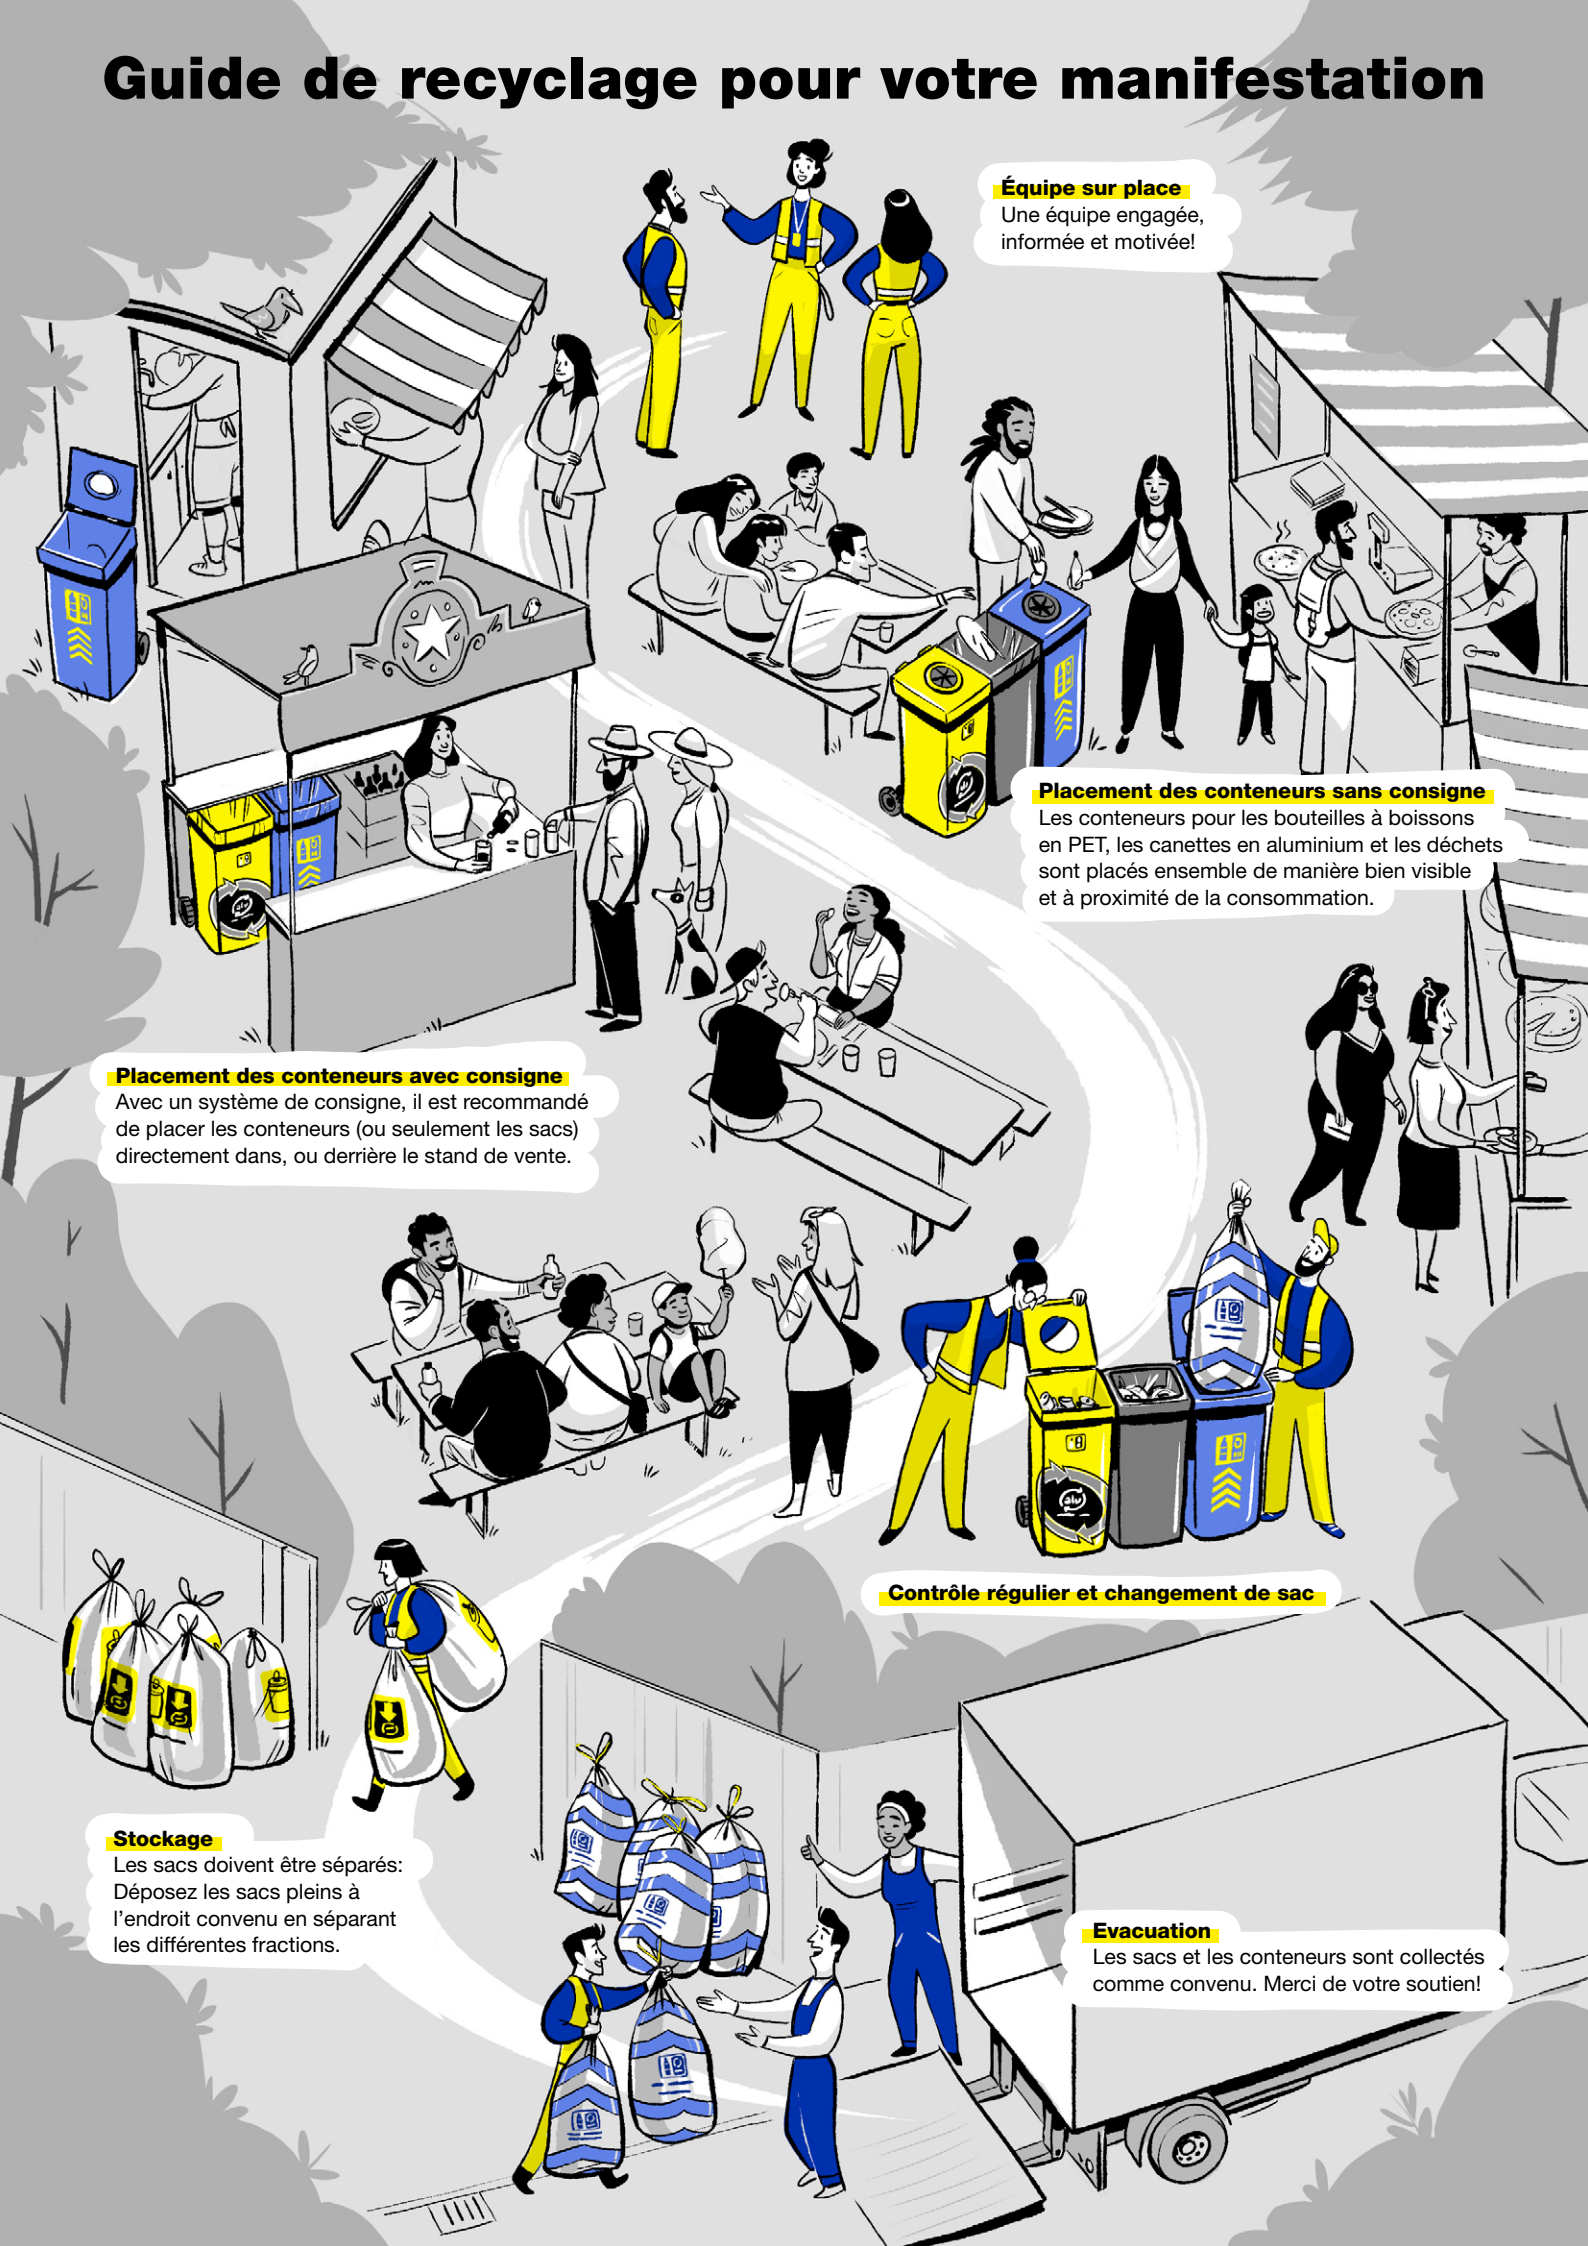 Guide de recyclage pour votre manifestation
Équipe sur place
Une équipe engagée,
informée et motivée!
Placement des conteneurs sans consigne
Les conteneurs pour les bouteilles à boissons
en PET, les canettes en aluminium et les déchets
sont placés ensemble de manière bien visible
et à proximité de la consommation.
Placement des conteneurs avec consigne
Avec un système de consigne, il est recommandé
de placer les conteneurs (ou seulement les sacs)
directement dans, ou derrière le stand de vente.
alu
alu
alu
Contrôle régulier et changement de sac
Stockage
Les sacs doivent être séparés:
Déposez les sacs pleins à
l'endroit convenu en séparant
les différentes fractions.
Evacuation
Les sacs et les conteneurs sont collectés
comme convenu. Merci de votre soutien!